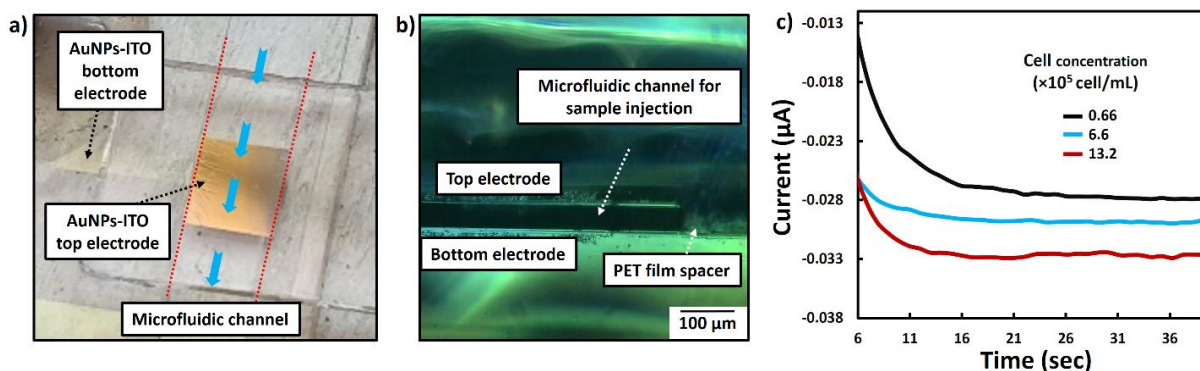 a)
AuNPs-ITO
bottom
electrode
AuNPs-ITO
top electrode
Microfluidic channel
b)
Microfluidic channel for
sample injection
Top electrode
Bottom electrode
PET film spacer
100 µm
c)
-0.013
-0.018
-0.023
-0.028
-0.033
-0.038
Current (µA)
Cell concentration
(×10⁵ cell/mL)
0.66
6.6
13.2
6 11 16 21 26 31 36
Time (sec)